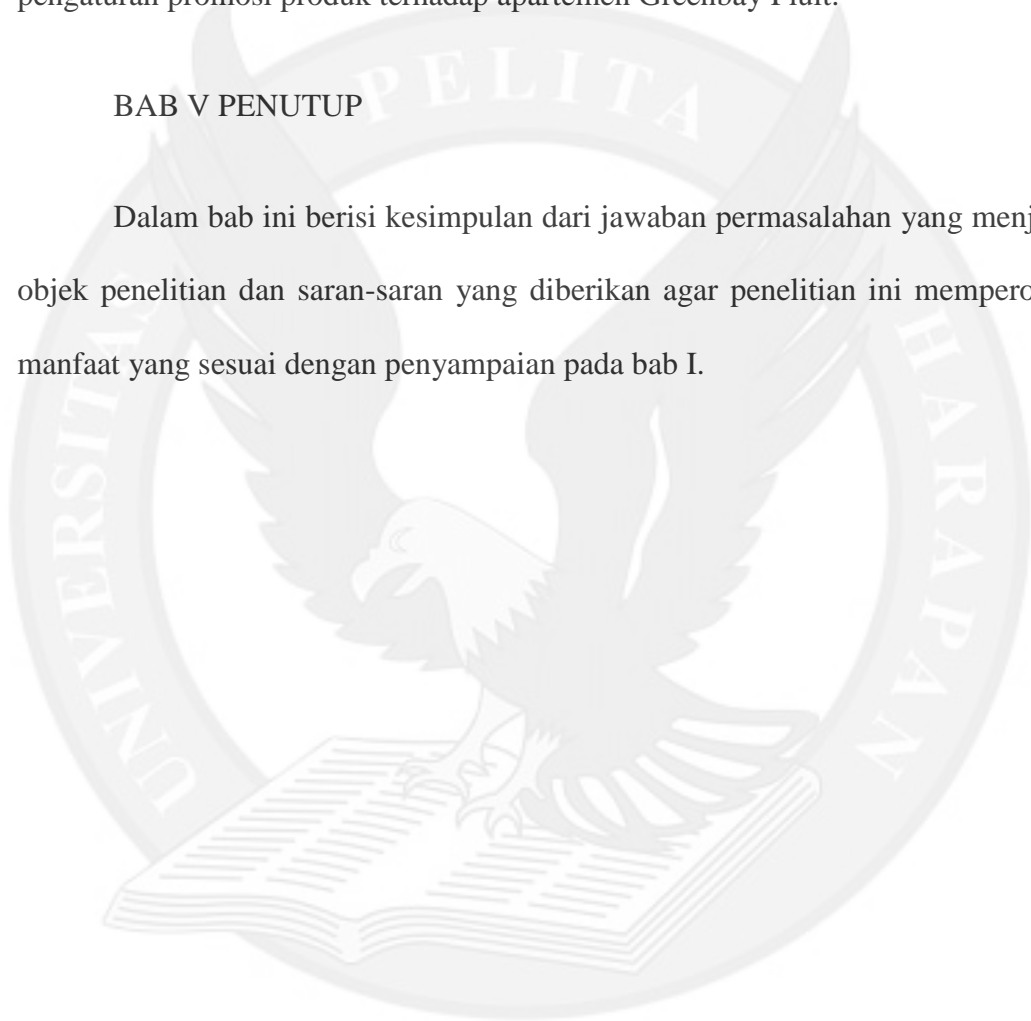 pengaturan promosi produk terhadap apartemen Greenbay Pluit.
BAB V PENUTUP
Dalam bab ini berisi kesimpulan dari jawaban permasalahan yang menj
objek penelitian dan saran-saran yang diberikan agar penelitian ini mempero
manfaat yang sesuai dengan penyampaian pada bab I.
UNIVERSITAS PELITA HARAPAN